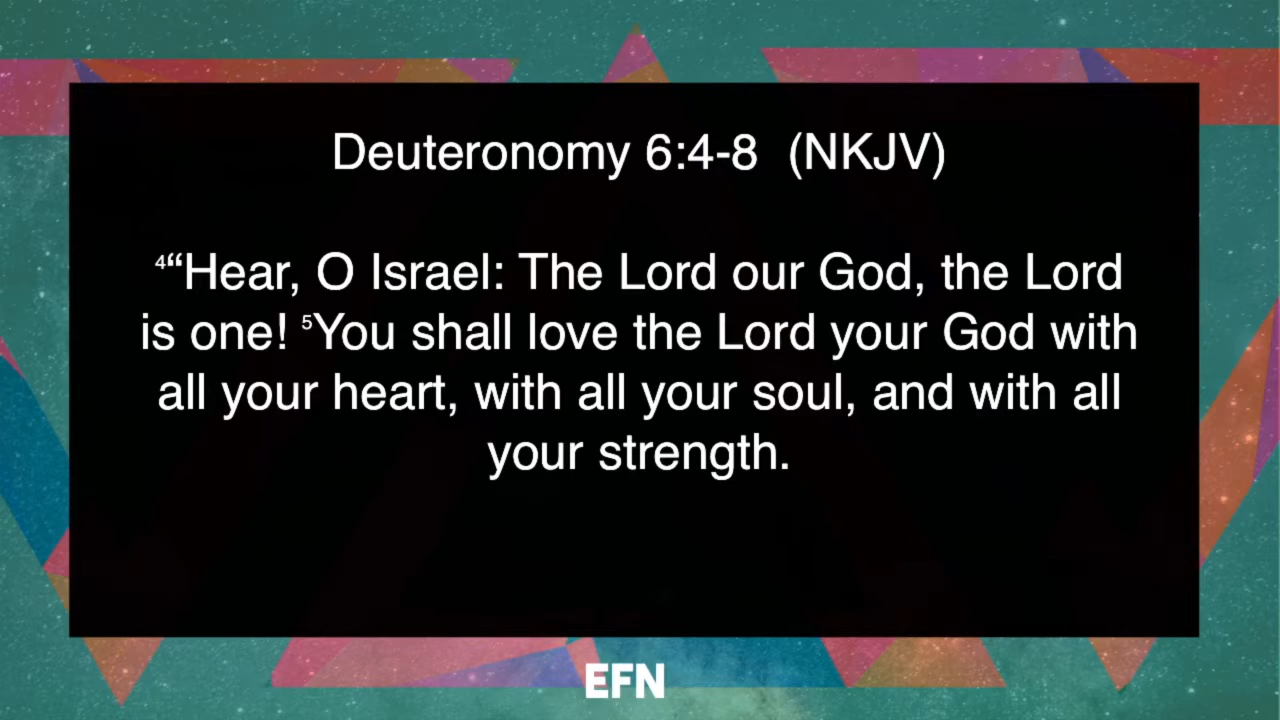 Deuteronomy 6:4-8 (NKJV)
⁴“Hear, O Israel: The Lord our God, the Lord
is one! ⁵You shall love the Lord your God with
all your heart, with all your soul, and with all
your strength.
EFN